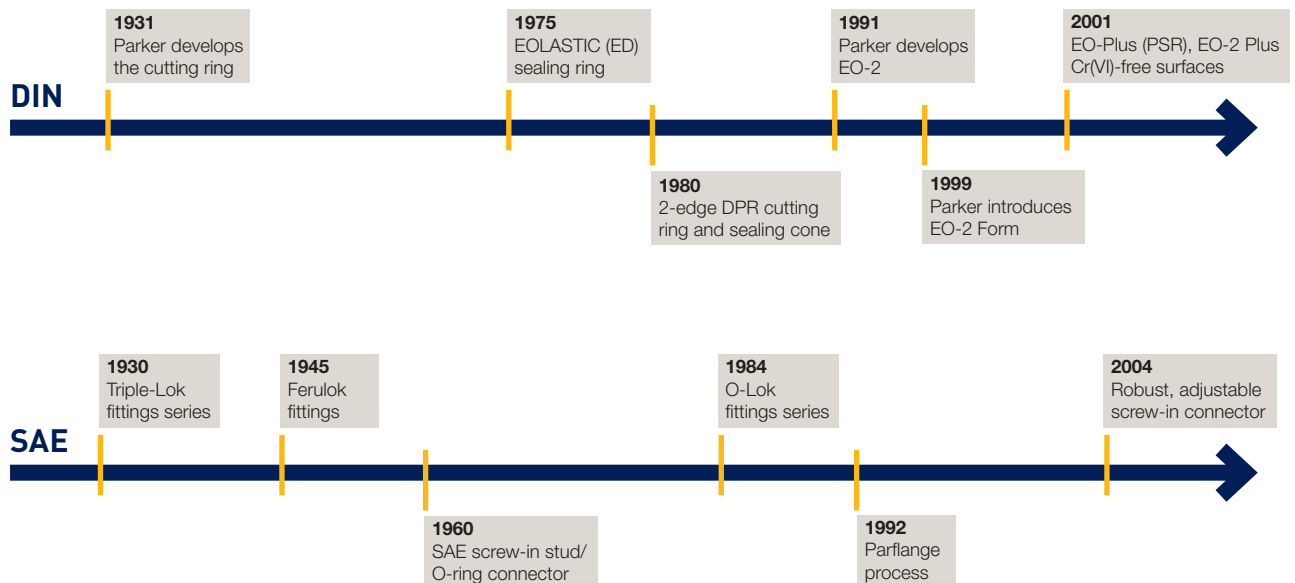 DIN
1931
Parker develops
the cutting ring
1975
EOLASTIC (ED)
sealing ring
1980
2-edge DPR cutting
ring and sealing cone
1991
Parker develops
EO-2
1999
Parker introduces
EO-2 Form
2001
EO-Plus (PSR), EO-2 Plus
Cr(VI)-free surfaces
SAE
1930
Triple-Lok
fittings series
1945
Ferulok
fittings
1960
SAE screw-in stud/
O-ring connector
1984
O-Lok
fittings series
1992
Parflange
process
2004
Robust, adjustable
screw-in connector